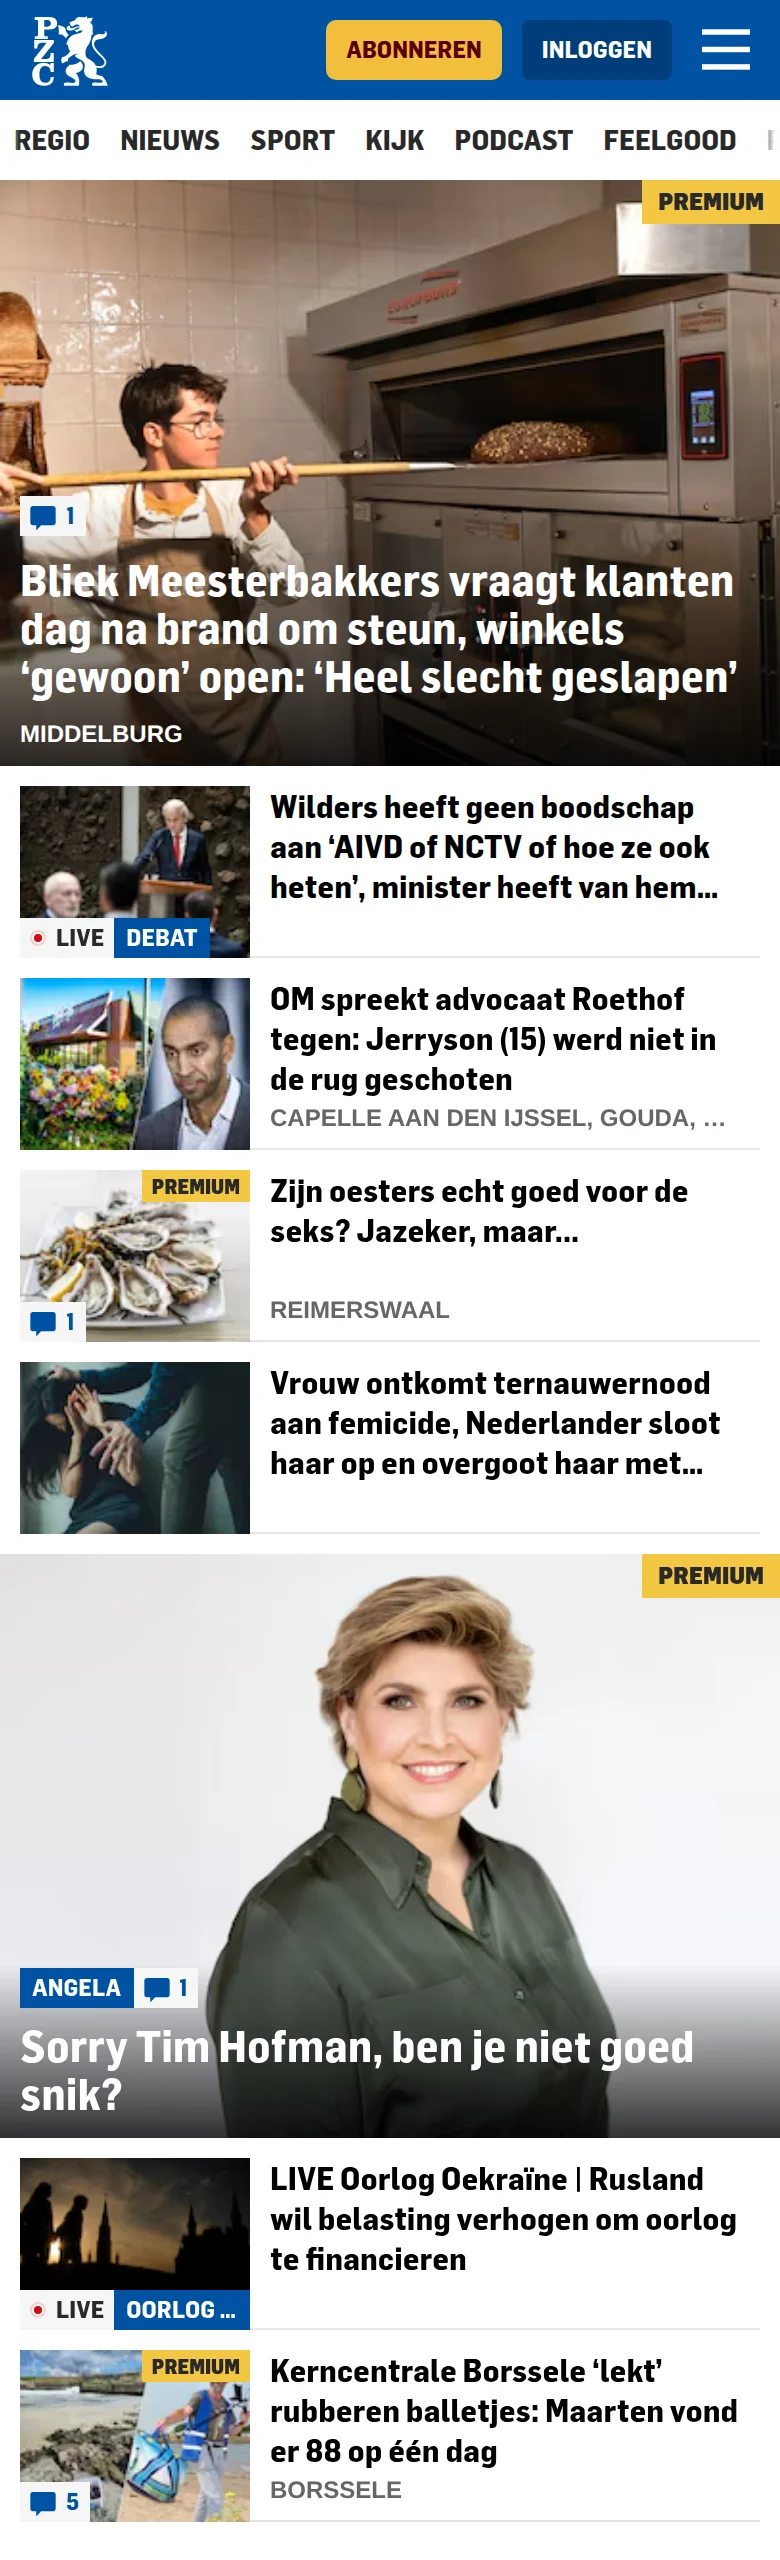 PZC
ABONNEREN
INLOGGEN
REGIO NIEUWS SPORT KIJK PODCAST FEELGOOD
PREMIUM
1
Bliek Meesterbakkers vraagt klanten
dag na brand om steun, winkels
‘gewoon’ open: ‘Heel slecht geslapen’
MIDDELBURG
Wilders heeft geen boodschap
aan ‘AIVD of NCTV of hoe ze ook
heten’, minister heeft van hem...
LIVE DEBAT
OM spreekt advocaat Roethof
tegen: Jerryson (15) werd niet in
de rug geschoten
CAPELLE AAN DEN IJSSEL, GOUDA, ...
PREMIUM
1
Zijn oesters echt goed voor de
seks? Jazeker, maar...
REIMERSWAAL
Vrouw ontkomt ternauwernood
aan femicide, Nederlander sloot
haar op en overgoot haar met...
PREMIUM
ANGELA 1
Sorry Tim Hofman, ben je niet goed
snik?
LIVE Oorlog Oekraïne | Rusland
wil belasting verhogen om oorlog
te financieren
LIVE OORLOG ...
PREMIUM
5
Kerncentrale Borssele ‘lekt’
rubberen balletjes: Maarten vond
er 88 op één dag
BORSSELE